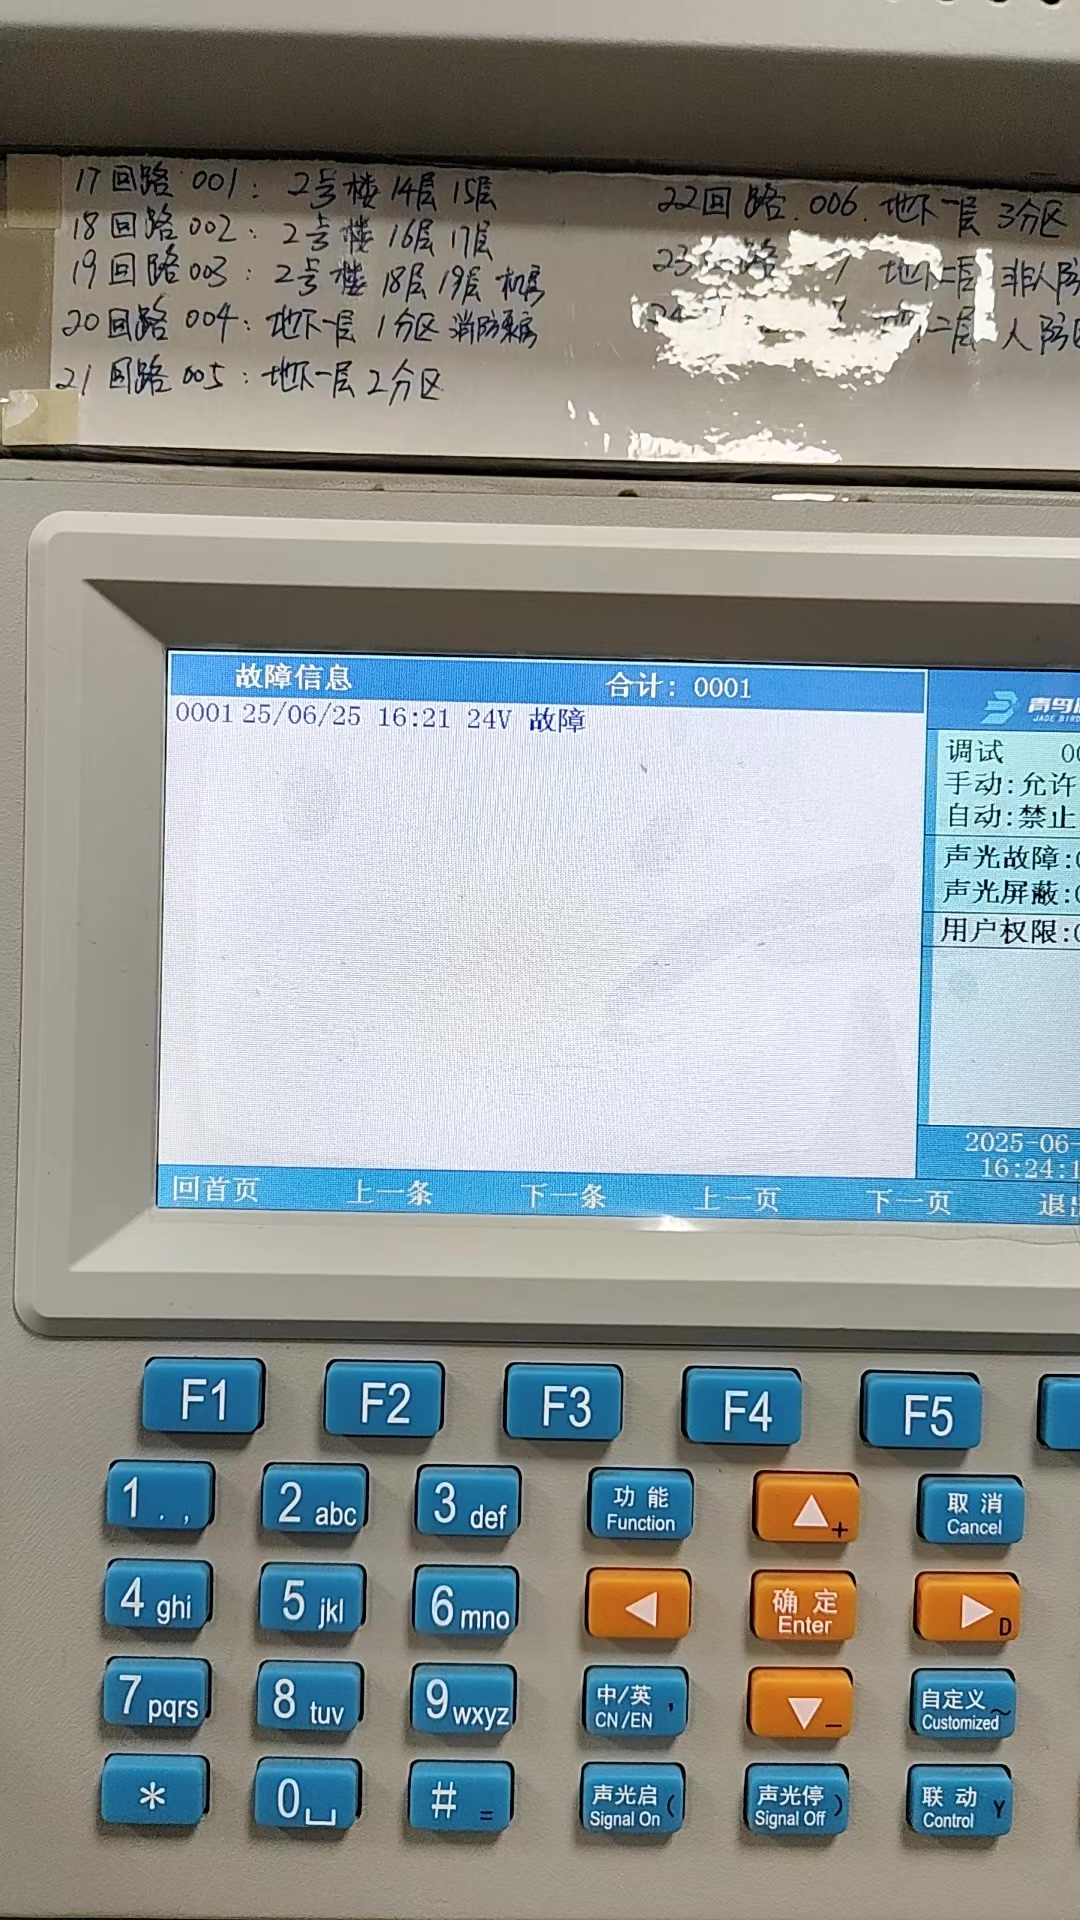 17回路 001: 2号楼 14层 15层
18回路 002: 2号楼 16层 17层
19回路 003: 2号楼 18层 19层 机房
20回路 004: 地下一层 1分区 消防泵房
21回路 005: 地下一层 2分区
22回路.006.地下一层 3分区
23 路 7 地下二层 非人防
地 二层 人防
故障信息 合计: 0001
0001 25/06/25 16:21 24V 故障
青鸟
JADE BIRD
调试
手动:允许
自动:禁止
声光故障:
声光屏蔽:
用户权限:
2025-06-
16:24:1
回首页 上一条 下一条 上一页 下一页 退出
F1 F2 F3 F4 F5
1 . , 2 abc 3 def 功能 Function ▲ + 取消 Cancel
4 ghi 5 jkl 6 mno ◀ 确定 Enter ▶ D
7 pqrs 8 tuv 9 wxyz 中/英 CN/EN ' ▼ - 自定义 Customized ~
* 0 ␣ # = 声光启 Signal On ( 声光停 Signal Off ) 联动 Control Y